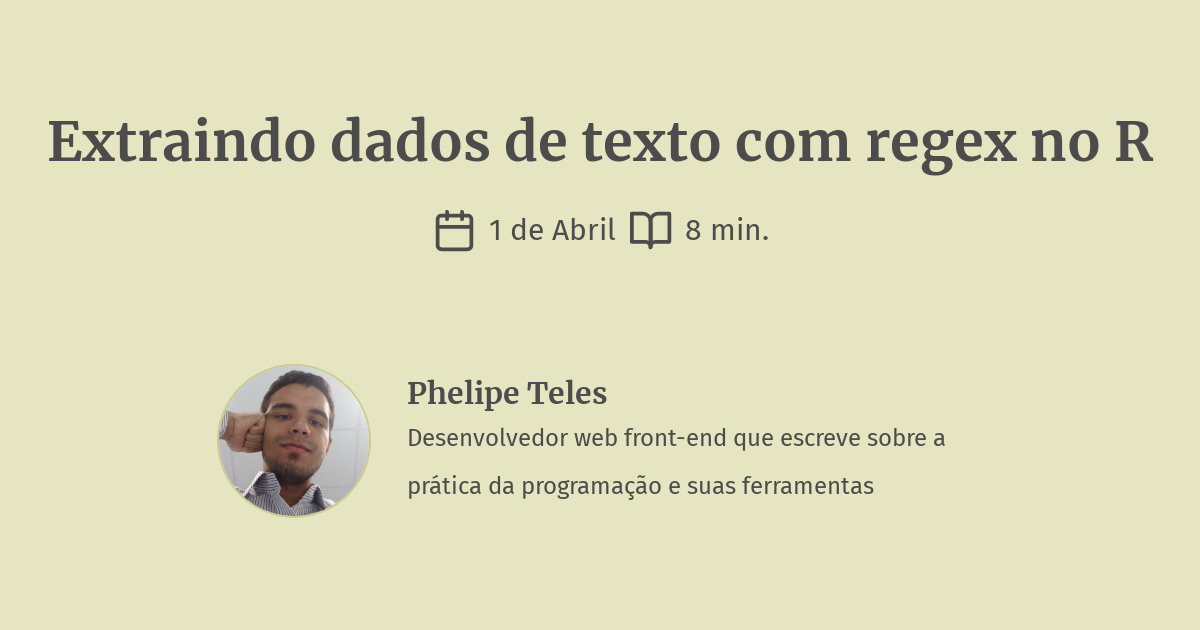 Extraindo dados de texto com regex no R
1 de Abril 8 min.
Phelipe Teles
Desenvolvedor web front-end que escreve sobre a
prática da programação e suas ferramentas